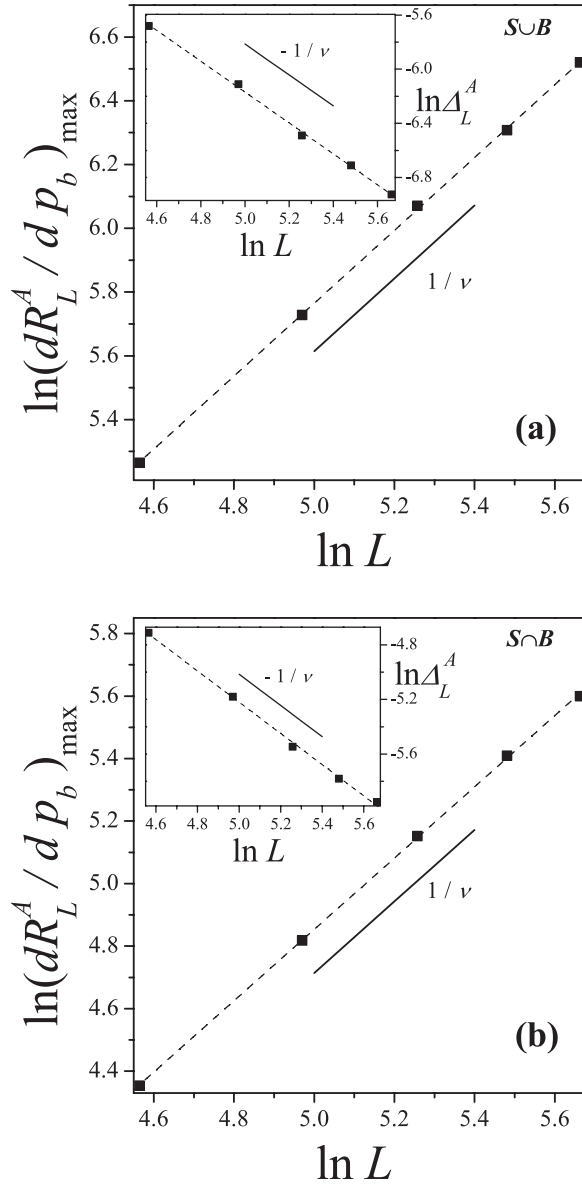 S∪B
ln(dR_L^A / d p_b)_max
6.6
6.4
6.2
6.0
5.8
5.6
5.4
4.6 4.8 5.0 5.2 5.4 5.6
ln L
1 / ν
(a)
- 1 / ν
lnΔ_L^A
-5.6
-6.0
-6.4
-6.8
4.6 4.8 5.0 5.2 5.4 5.6
ln L
S∩B
ln(dR_L^A / d p_b)_max
5.8
5.6
5.4
5.2
5.0
4.8
4.6
4.4
4.6 4.8 5.0 5.2 5.4 5.6
ln L
1 / ν
(b)
- 1 / ν
lnΔ_L^A
-4.8
-5.2
-5.6
4.6 4.8 5.0 5.2 5.4 5.6
ln L